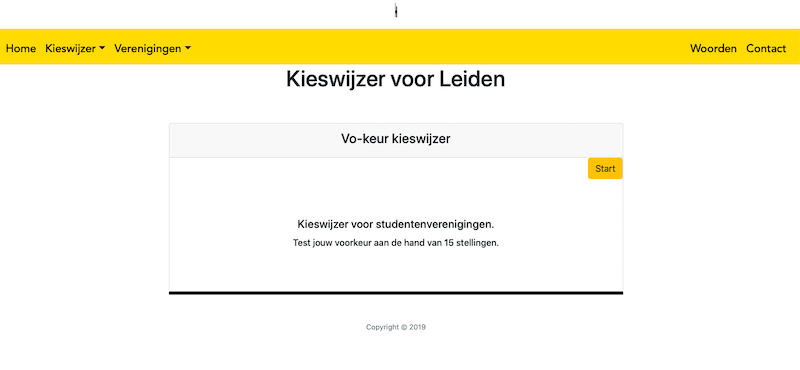 Home Kieswijzer Verenigingen Woorden Contact
Kieswijzer voor Leiden
Vo-keur kieswijzer
Start
Kieswijzer voor studentenverenigingen.
Test jouw voorkeur aan de hand van 15 stellingen.
Copyright © 2019